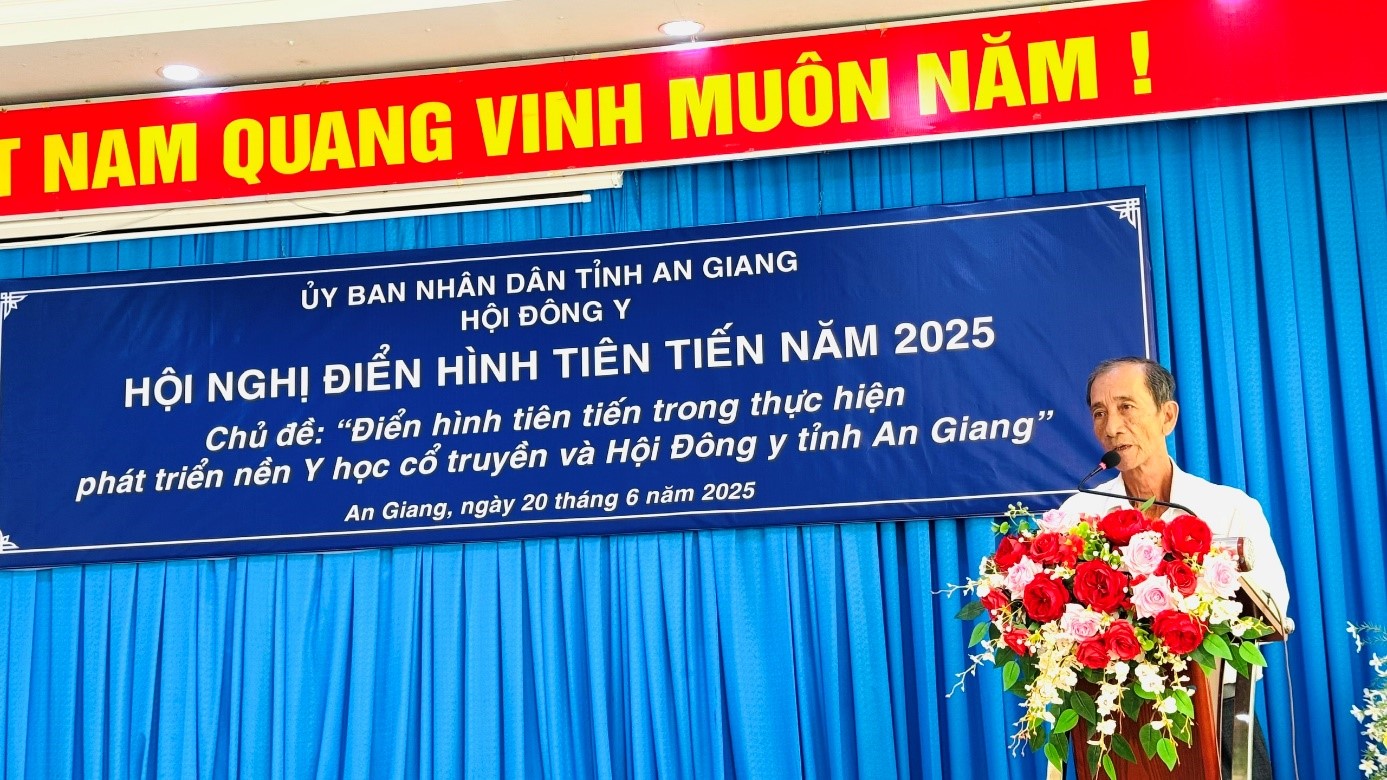 T NAM QUANG VINH MUÔN NĂM !
ỦY BAN NHÂN DÂN TỈNH AN GIANG
HỘI ĐÔNG Y
HỘI NGHỊ ĐIỂN HÌNH TIÊN TIẾN NĂM 2025
Chủ đề: “Điển hình tiên tiến trong thực hiện
phát triển nền Y học cổ truyền và Hội Đông y tỉnh An Giang”
An Giang, ngày 20 tháng 6 năm 2025